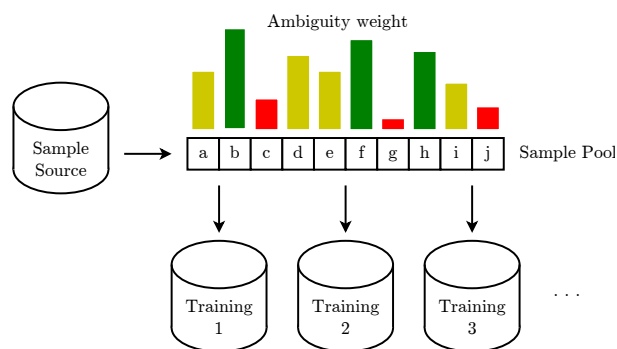 Ambiguity weight
Sample
Source
a b c d e f g h i j
Sample Pool
Training
1
Training
2
Training
3
. . .